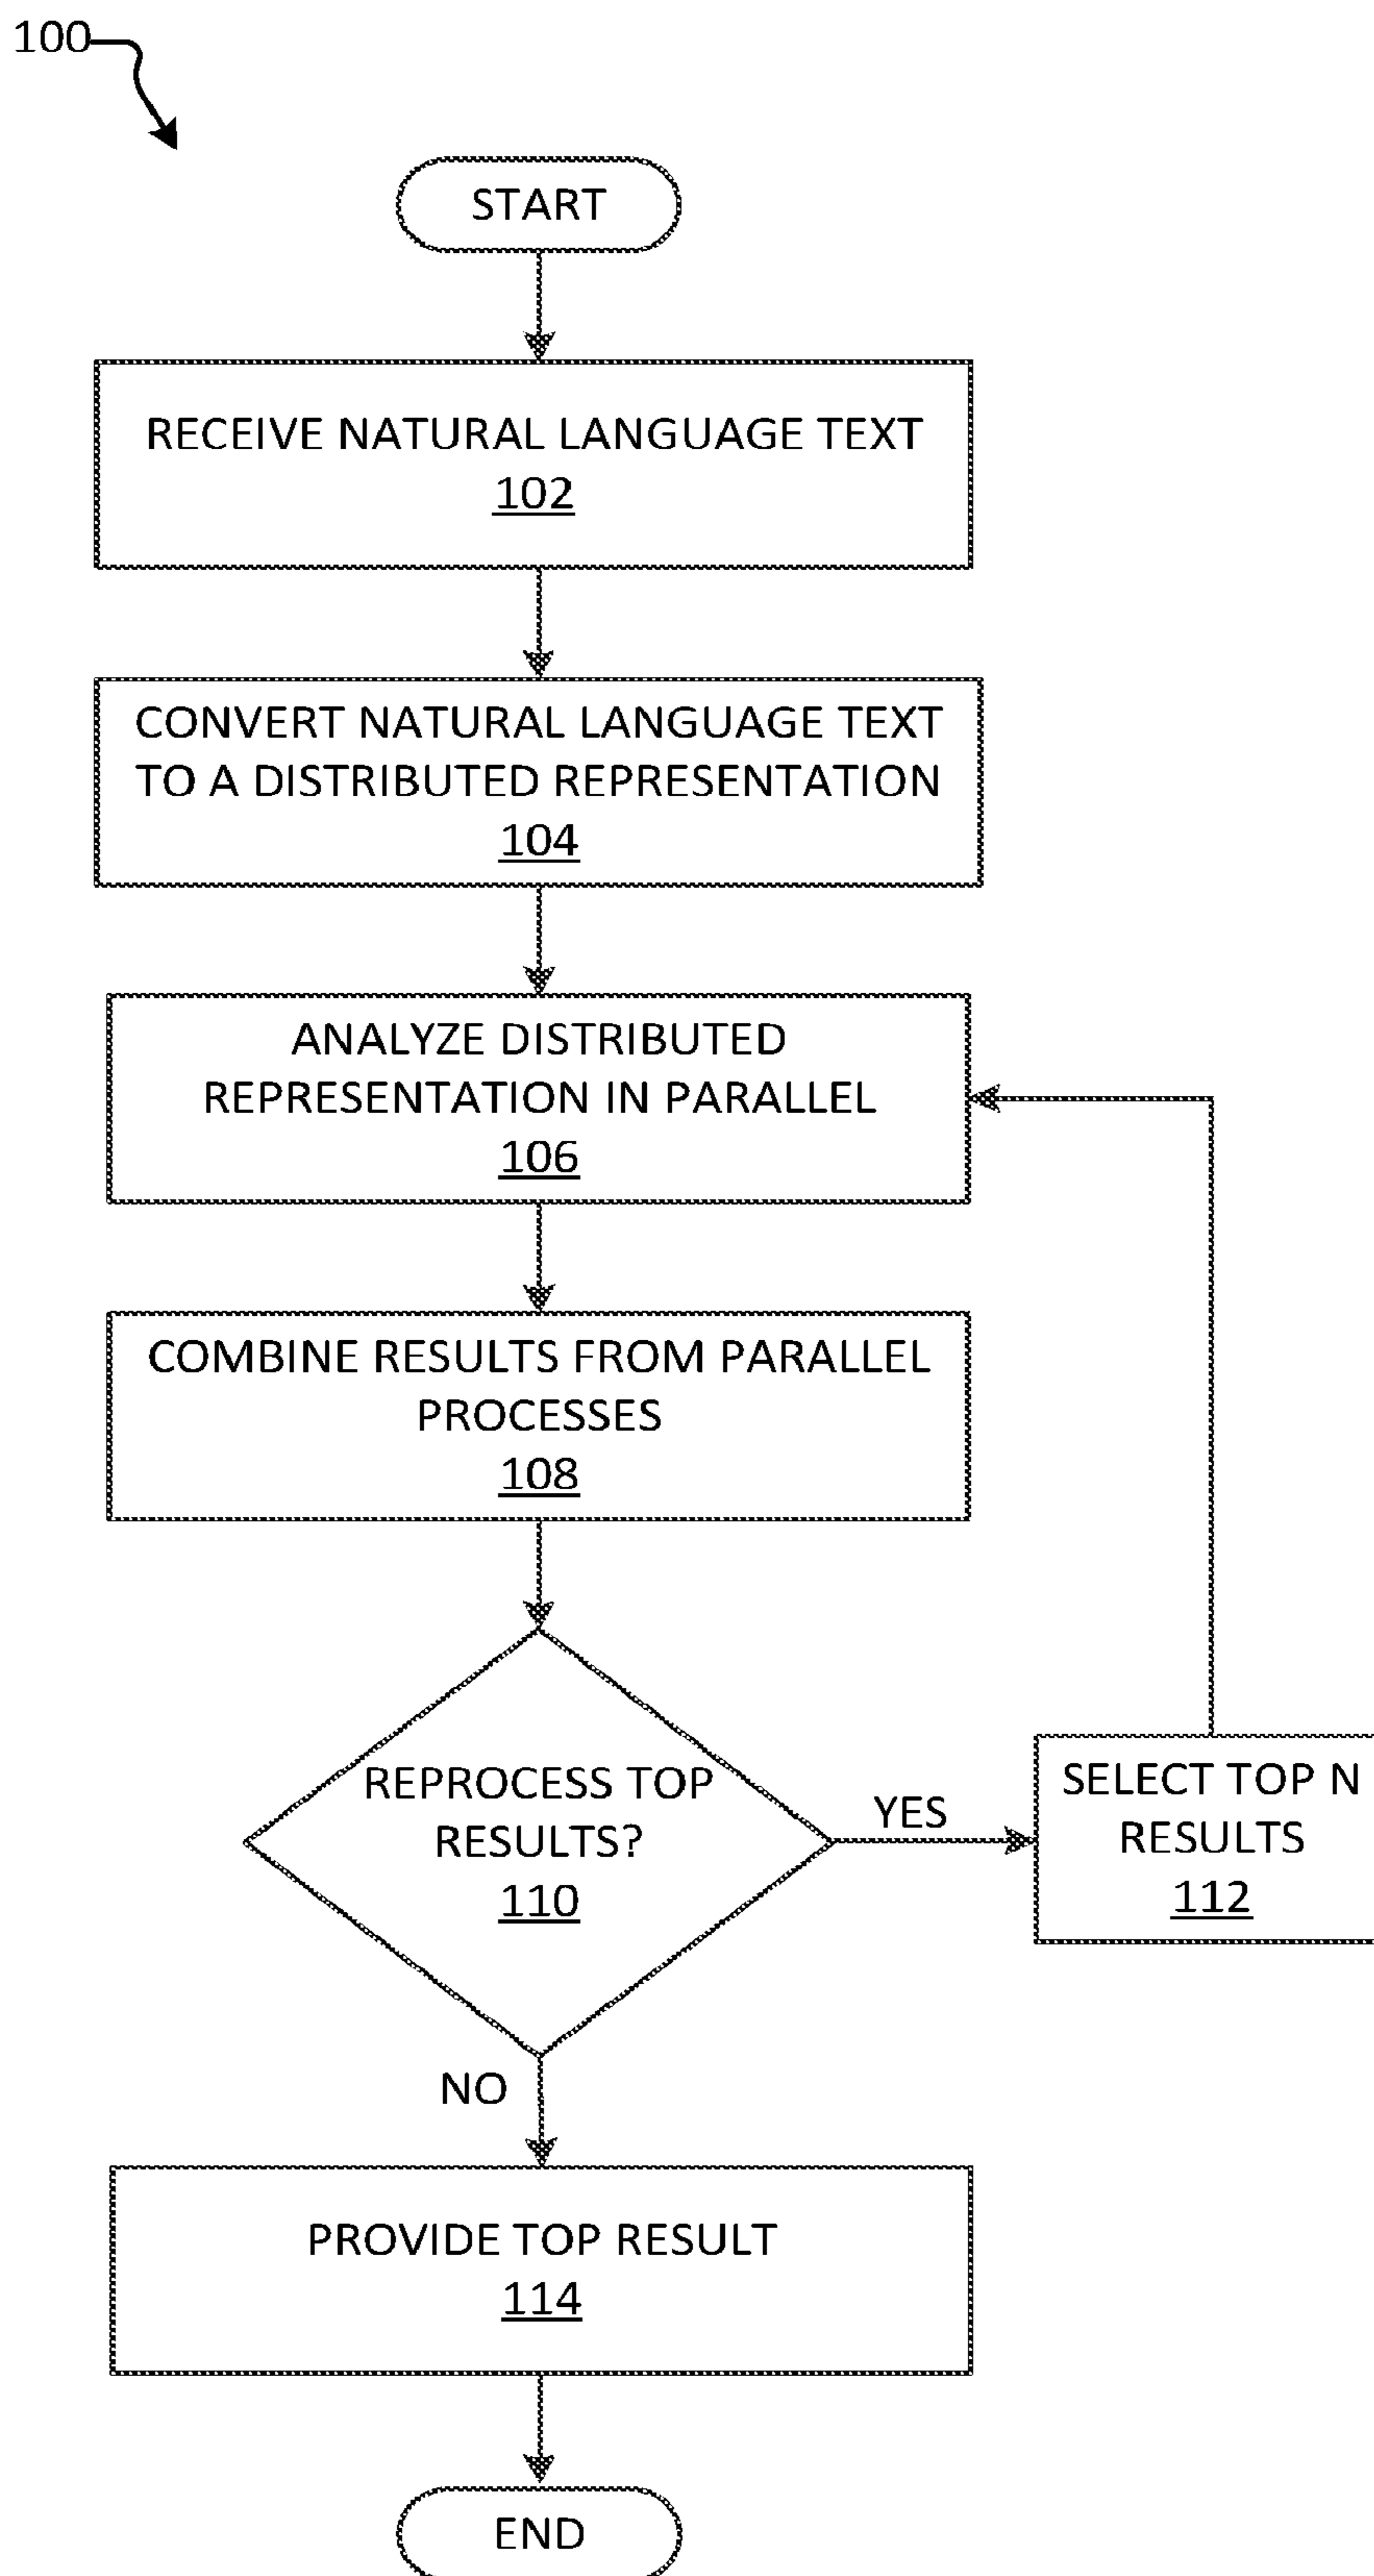 100
START
RECEIVE NATURAL LANGUAGE TEXT
102
CONVERT NATURAL LANGUAGE TEXT
TO A DISTRIBUTED REPRESENTATION
104
ANALYZE DISTRIBUTED
REPRESENTATION IN PARALLEL
106
COMBINE RESULTS FROM PARALLEL
PROCESSES
108
REPROCESS TOP
RESULTS?
110
YES
SELECT TOP N
RESULTS
112
NO
PROVIDE TOP RESULT
114
END